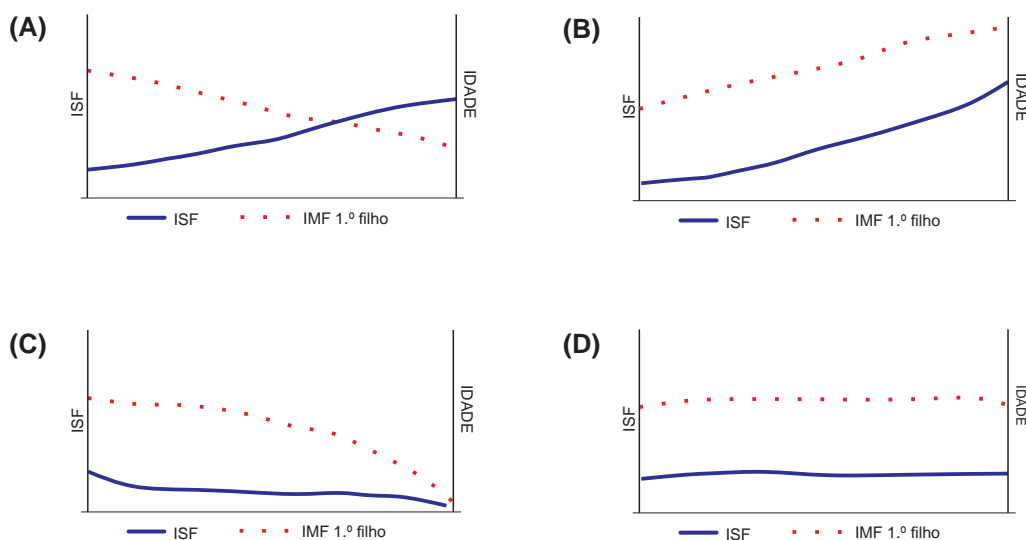 (A)
ISF
IDADE
ISF IMF 1.º filho
(B)
ISF
IDADE
ISF IMF 1.º filho
(C)
ISF
IDADE
ISF IMF 1.º filho
(D)
ISF
IDADE
ISF IMF 1.º filho